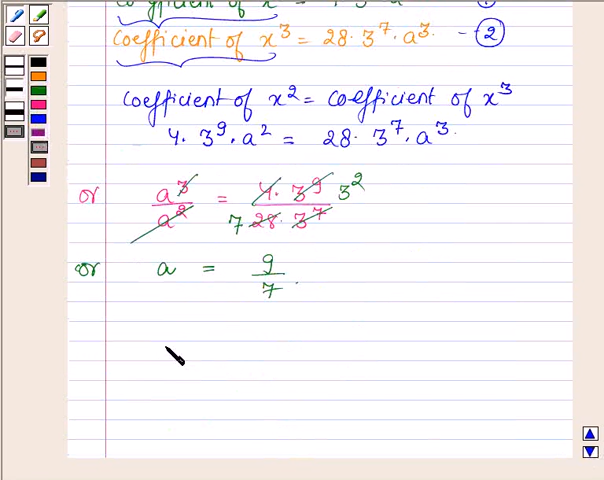 coefficient of x³ = 28· 3⁷· a³. - ②
coefficient of x² = coefficient of x³
4· 3⁹· a² = 28· 3⁷· a³.
or a³/a² = 4· 3⁹ / 28· 3⁷ 7 3²
or a = 9/7.